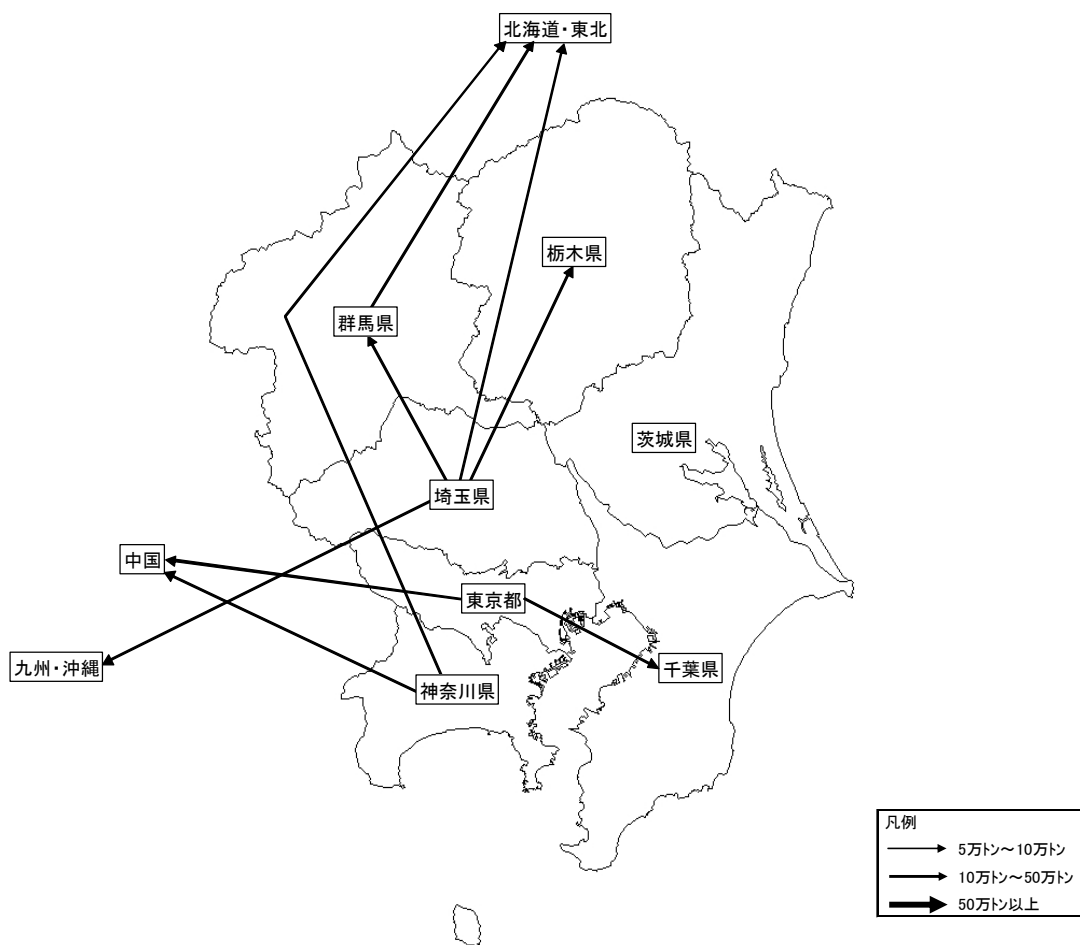 北海道・東北
栃木県
群馬県
茨城県
埼玉県
中国
東京都
九州・沖縄
千葉県
神奈川県
凡例
5万トン～10万トン
10万トン～50万トン
50万トン以上